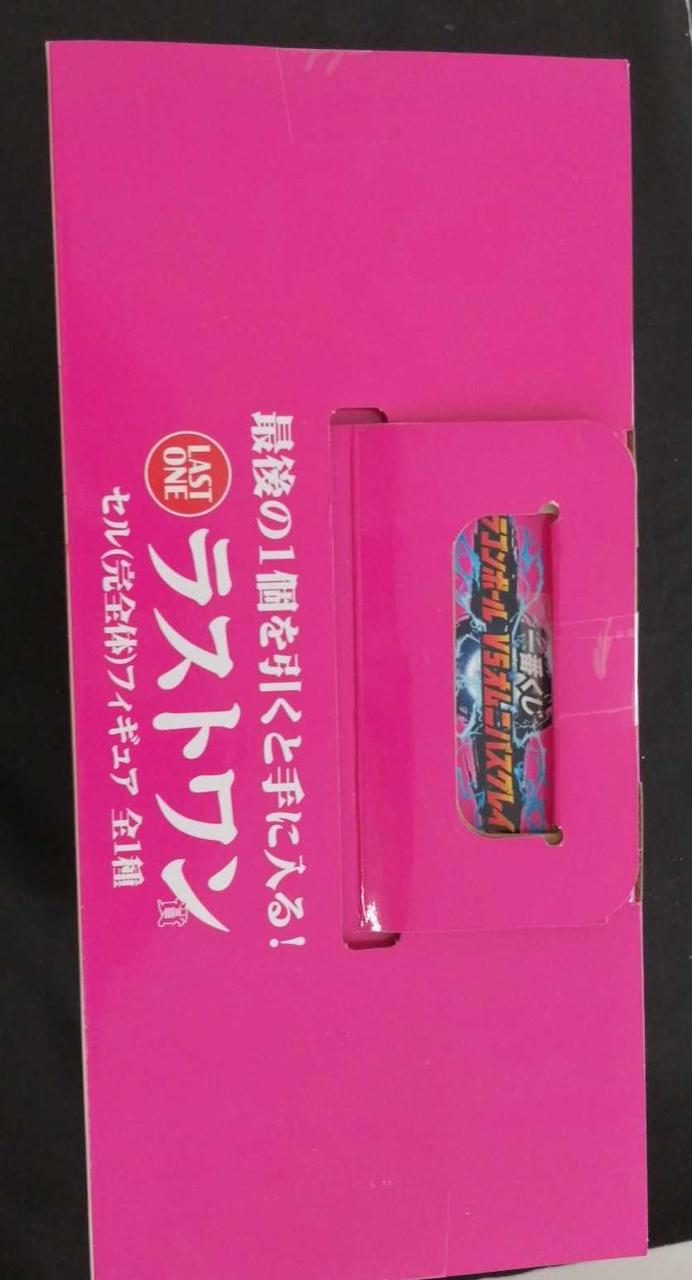 一番くじ
ラゴンボール VSオムニバスグレイ
最後の1個を引くと手に入る!
LAST
ONE
ラストワン賞
セル(完全体)フィギュア 全1種